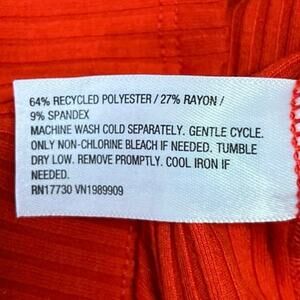 64% RECYCLED POLYESTER / 27% RAYON /
9% SPANDEX
MACHINE WASH COLD SEPARATELY. GENTLE CYCLE.
ONLY NON-CHLORINE BLEACH IF NEEDED. TUMBLE
DRY LOW. REMOVE PROMPTLY. COOL IRON IF
NEEDED.
RN17730 VN1989909